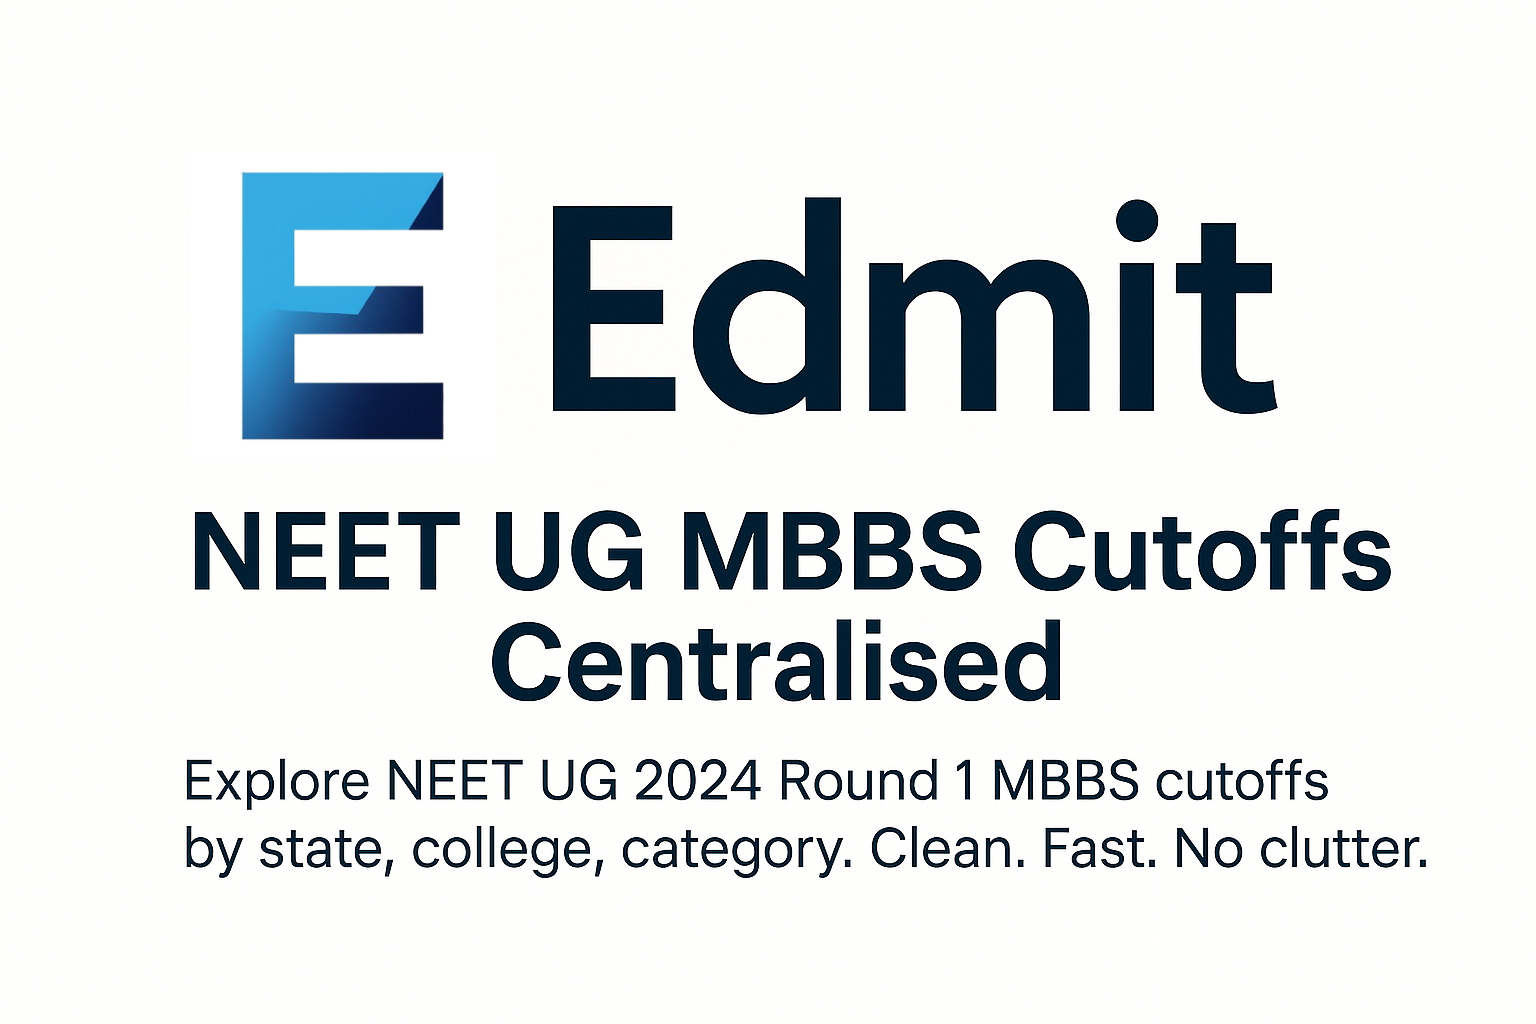 E Edmit
NEET UG MBBS Cutoffs
Centralised
Explore NEET UG 2024 Round 1 MBBS cutoffs
by state, college, category. Clean. Fast. No clutter.